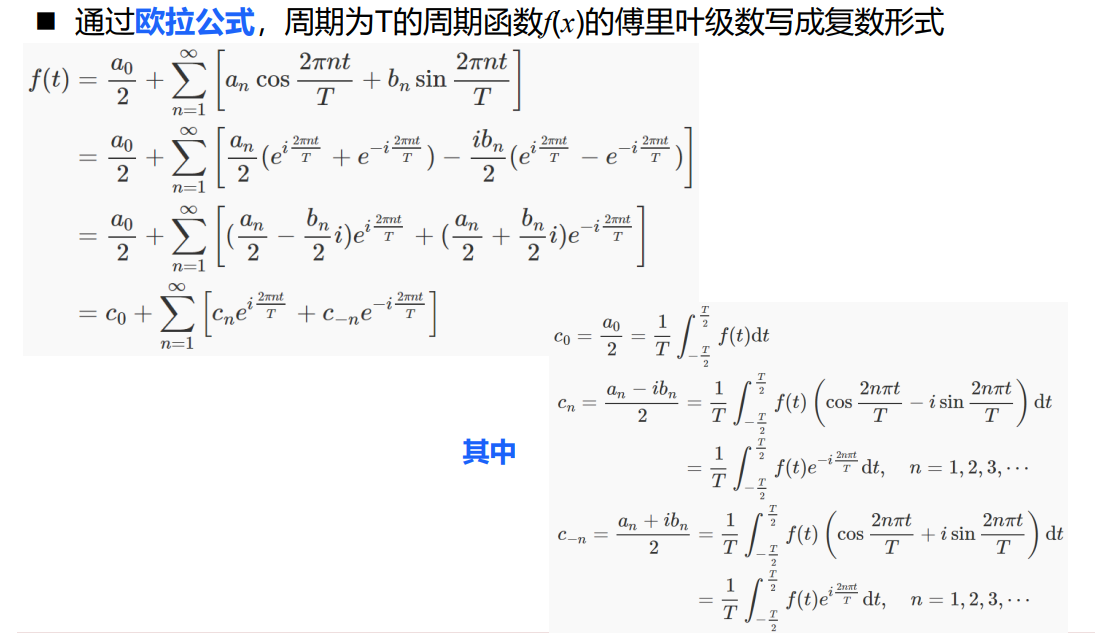 ■ 通过欧拉公式，周期为T的周期函数f(x)的傅里叶级数写成复数形式
f(t) = \frac{a_0}{2} + \sum_{n=1}^{\infty} \left[ a_n \cos \frac{2\pi nt}{T} + b_n \sin \frac{2\pi nt}{T} \right]
= \frac{a_0}{2} + \sum_{n=1}^{\infty} \left[ \frac{a_n}{2} (e^{i\frac{2\pi nt}{T}} + e^{-i\frac{2\pi nt}{T}}) - \frac{ib_n}{2} (e^{i\frac{2\pi nt}{T}} - e^{-i\frac{2\pi nt}{T}}) \right]
= \frac{a_0}{2} + \sum_{n=1}^{\infty} \left[ (\frac{a_n}{2} - \frac{b_n}{2} i) e^{i\frac{2\pi nt}{T}} + (\frac{a_n}{2} + \frac{b_n}{2} i) e^{-i\frac{2\pi nt}{T}} \right]
= c_0 + \sum_{n=1}^{\infty} \left[ c_n e^{i\frac{2\pi nt}{T}} + c_{-n} e^{-i\frac{2\pi nt}{T}} \right]
其中
c_0 = \frac{a_0}{2} = \frac{1}{T} \int_{-\frac{T}{2}}^{\frac{T}{2}} f(t) \mathrm{d}t
c_n = \frac{a_n - ib_n}{2} = \frac{1}{T} \int_{-\frac{T}{2}}^{\frac{T}{2}} f(t) \left( \cos \frac{2n\pi t}{T} - i \sin \frac{2n\pi t}{T} \right) \mathrm{d}t
= \frac{1}{T} \int_{-\frac{T}{2}}^{\frac{T}{2}} f(t) e^{-i\frac{2n\pi t}{T}} \mathrm{d}t, \quad n = 1, 2, 3, \cdots
c_{-n} = \frac{a_n + ib_n}{2} = \frac{1}{T} \int_{-\frac{T}{2}}^{\frac{T}{2}} f(t) \left( \cos \frac{2n\pi t}{T} + i \sin \frac{2n\pi t}{T} \right) \mathrm{d}t
= \frac{1}{T} \int_{-\frac{T}{2}}^{\frac{T}{2}} f(t) e^{i\frac{2n\pi t}{T}} \mathrm{d}t, \quad n = 1, 2, 3, \cdots